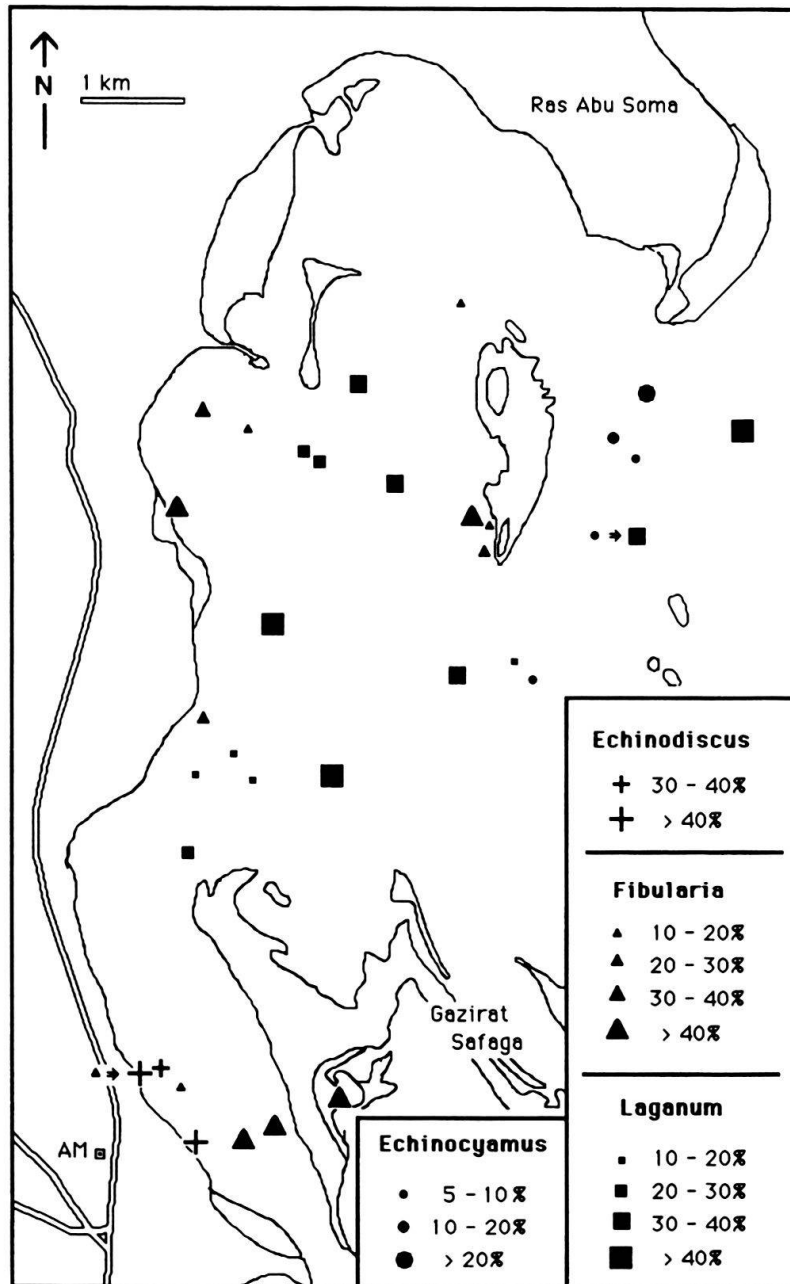 N
1 km
Ras Abu Soma
Gazirat
Safaga
AM
Echinodiscus
30 - 40%
> 40%
Fibularia
10 - 20%
20 - 30%
30 - 40%
> 40%
Laganum
10 - 20%
20 - 30%
30 - 40%
> 40%
Echinocyamus
5 - 10%
10 - 20%
> 20%